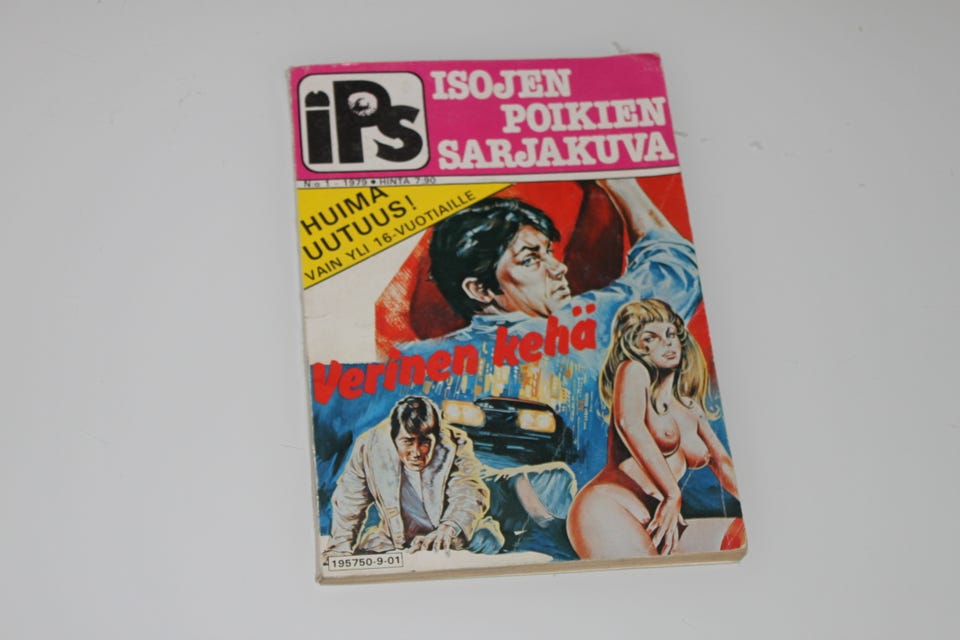 iPs
ISOJEN
POIKIEN
SARJAKUVA
N:o 1 - 1979 • HINTA 7.90
HUIMA
UUTUUS!
VAIN YLI 16-VUOTIAILLE
Verinen kehä
195750-9-01